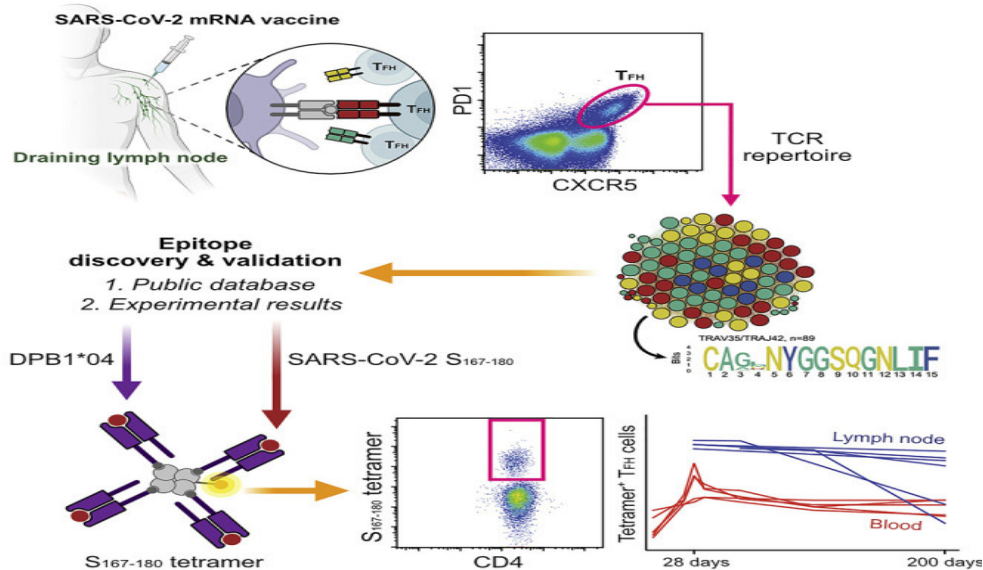 SARS-CoV-2 mRNA vaccine
Draining lymph node
TFH
TFH
TFH
PD1
TFH
CXCR5
TCR
repertoire
Epitope
discovery & validation
1. Public database
2. Experimental results
TRAV35/TRAJ42, n=89
Bits
CAG NYGGSQGNLIF
1 2 3 4 5 6 7 8 9 10 11 12 13 14 15
DPB1*04
SARS-CoV-2 S167-180
S167-180 tetramer
S167-180 tetramer
CD4
Tetramer+ TFH cells
Lymph node
Blood
28 days
200 days